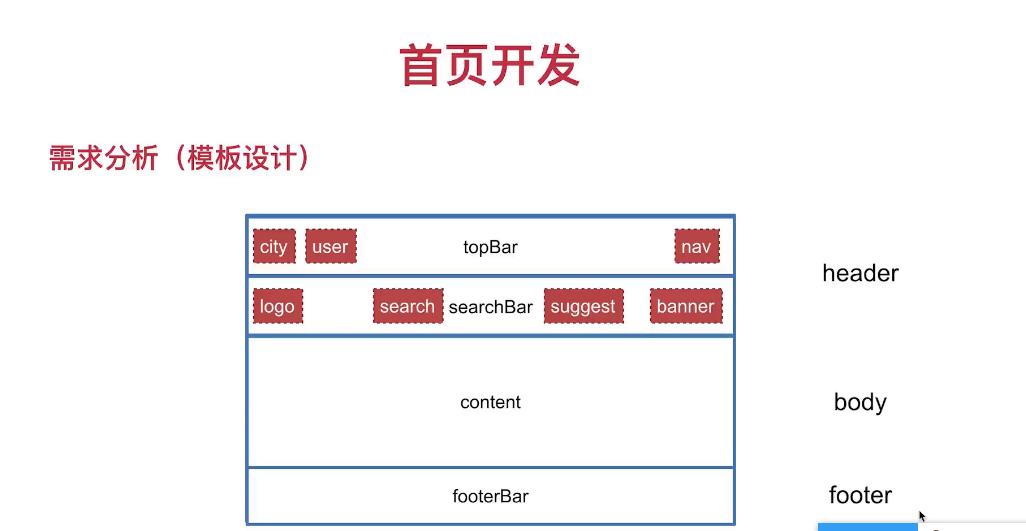 首页开发
需求分析（模板设计）
city user topBar nav
header
logo search searchBar suggest banner
content
body
footerBar
footer